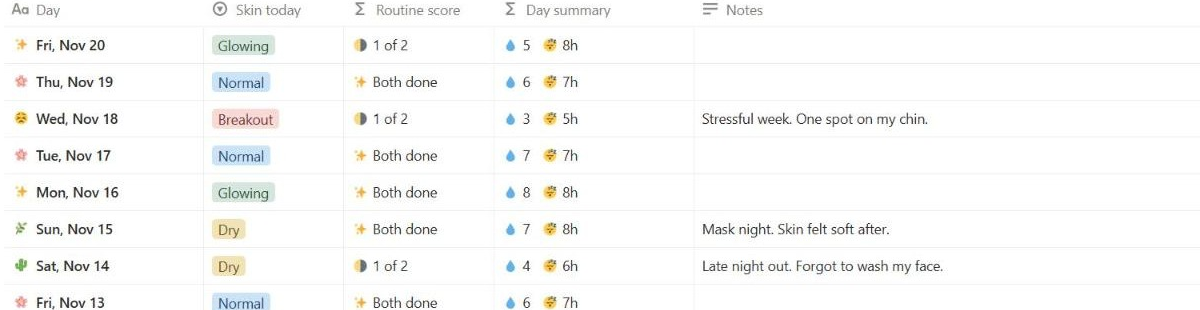 Aa Day Skin today Σ Routine score Σ Day summary Notes
Fri, Nov 20 Glowing 1 of 2 5 8h
Thu, Nov 19 Normal Both done 6 7h
Wed, Nov 18 Breakout 1 of 2 3 5h Stressful week. One spot on my chin.
Tue, Nov 17 Normal Both done 7 7h
Mon, Nov 16 Glowing Both done 8 8h
Sun, Nov 15 Dry Both done 7 8h Mask night. Skin felt soft after.
Sat, Nov 14 Dry 1 of 2 4 6h Late night out. Forgot to wash my face.
Fri, Nov 13 Normal Both done 6 7h